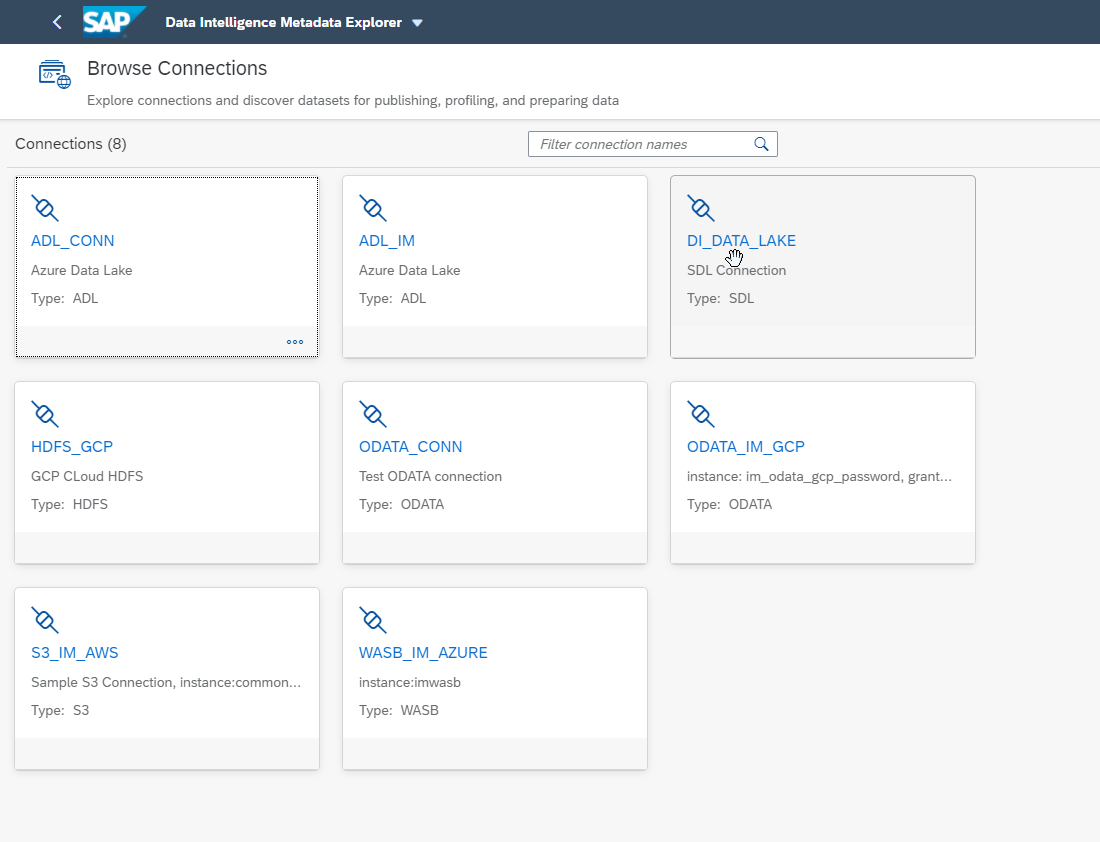 SAP Data Intelligence Metadata Explorer
Browse Connections
Explore connections and discover datasets for publishing, profiling, and preparing data
Connections (8)
Filter connection names
ADL_CONN
Azure Data Lake
Type: ADL
ADL_IM
Azure Data Lake
Type: ADL
DI_DATA_LAKE
SDL Connection
Type: SDL
HDFS_GCP
GCP CLoud HDFS
Type: HDFS
ODATA_CONN
Test ODATA connection
Type: ODATA
ODATA_IM_GCP
instance: im_odata_gcp_password, grant...
Type: ODATA
S3_IM_AWS
Sample S3 Connection, instance:common...
Type: S3
WASB_IM_AZURE
instance:imwasb
Type: WASB